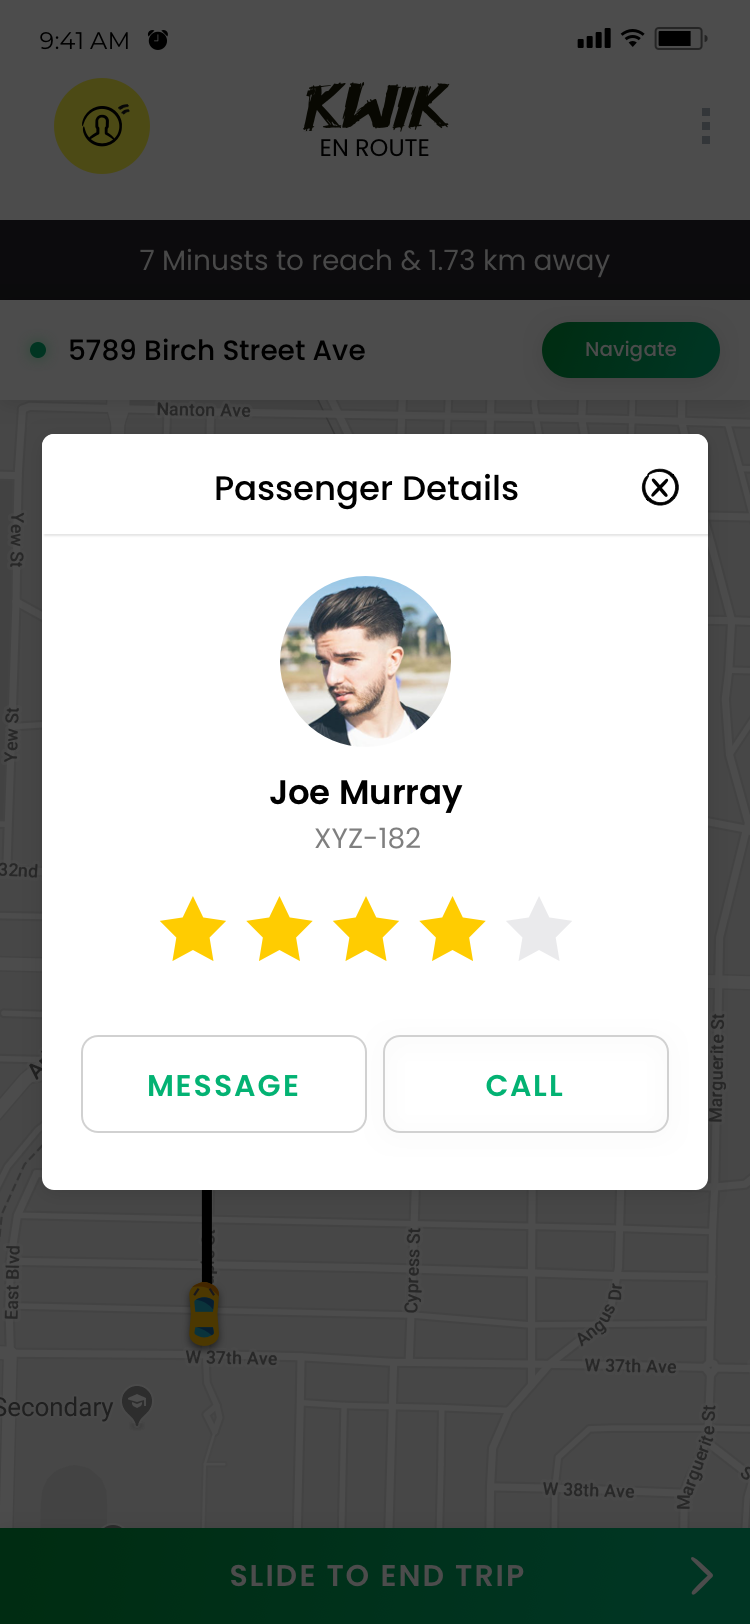 9:41 AM
KWIK
EN ROUTE
7 Minusts to reach & 1.73 km away
5789 Birch Street Ave
Navigate
Nanton Ave
Passenger Details
Yew St
Joe Murray
XYZ-182
Yew St
32nd
MESSAGE
CALL
Marguerite St
East Blvd
Cypress St
Angus Dr
W 37th Ave
W 37th Ave
Secondary
Marguerite St
W 38th Ave
SLIDE TO END TRIP